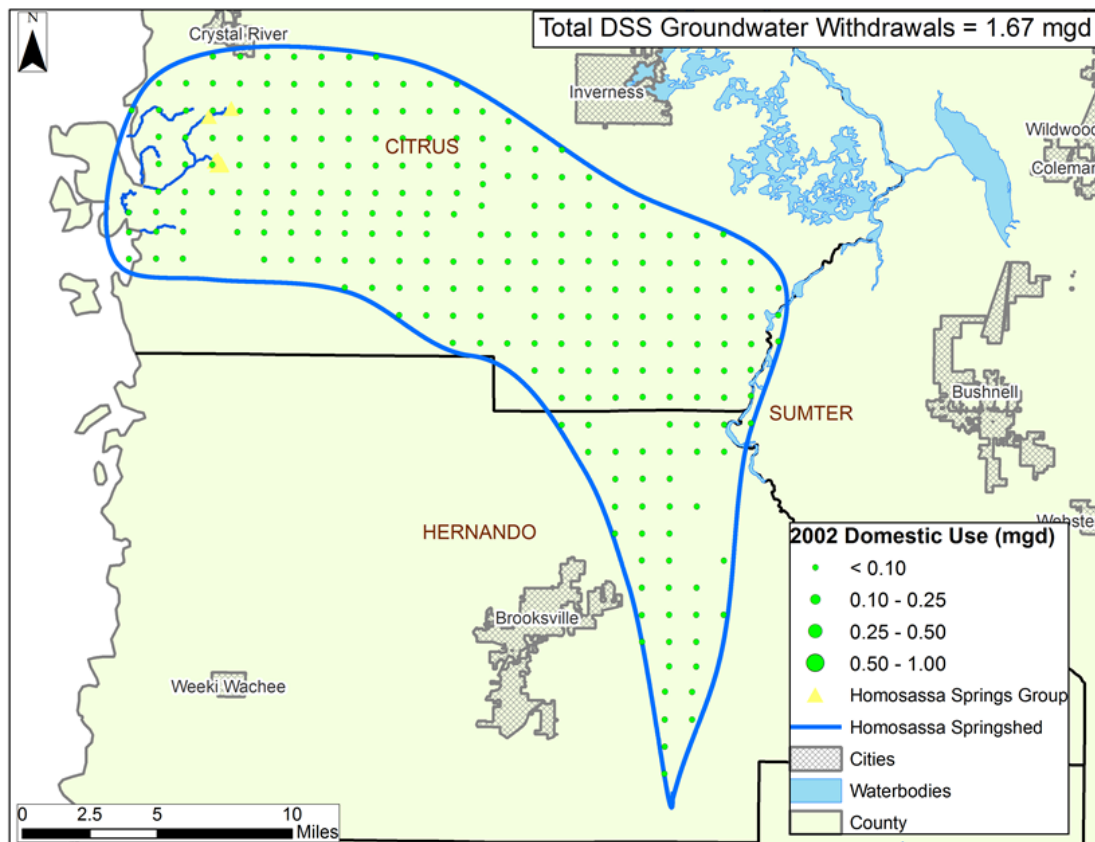 Total DSS Groundwater Withdrawals = 1.67 mgd
N
Crystal River
Inverness
Wildwood
Coleman
CITRUS
Bushnell
SUMTER
HERNANDO
Brooksville
Weeki Wachee
2002 Domestic Use (mgd)
< 0.10
0.10 - 0.25
0.25 - 0.50
0.50 - 1.00
Homosassa Springs Group
Homosassa Springshed
Cities
Waterbodies
County
0 2.5 5 10
Miles